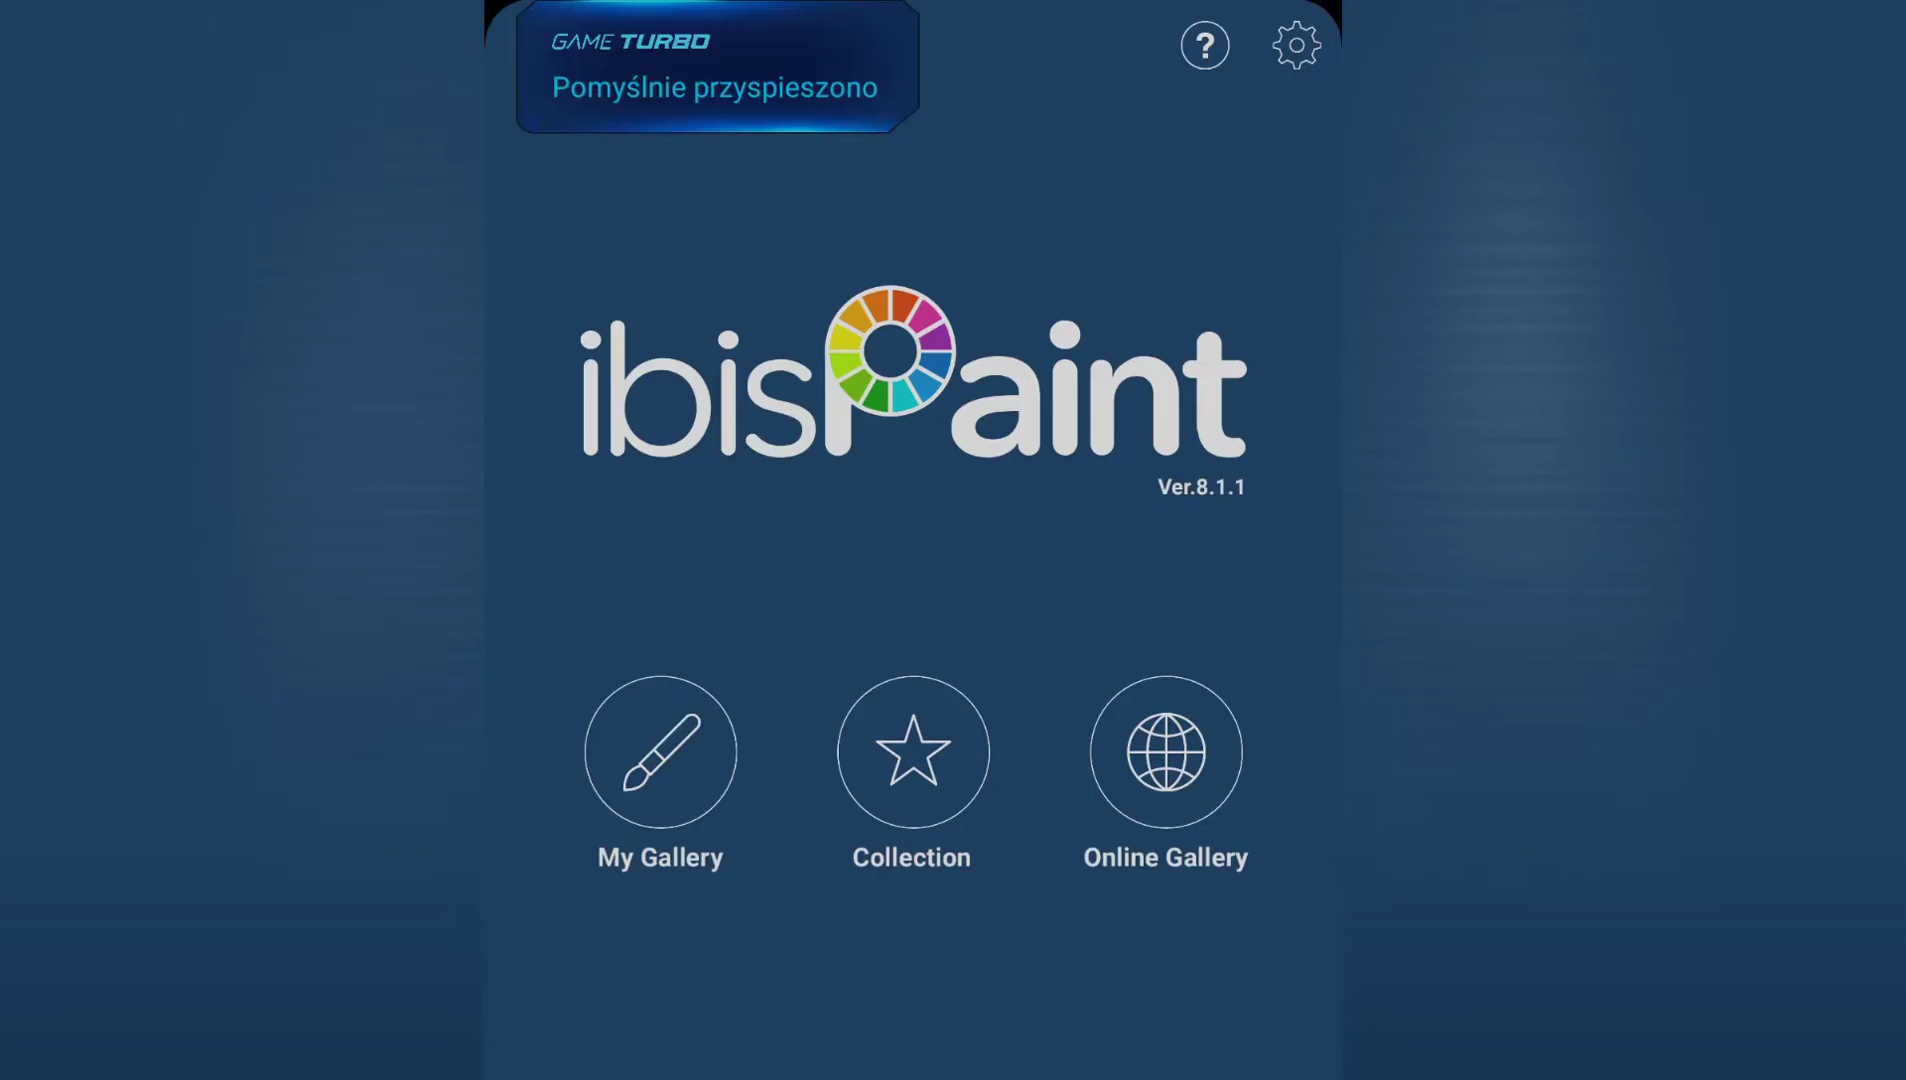 GAME TURBO
Pomyślnie przyspieszono
?
ibisPaint
Ver.8.1.1
My Gallery
Collection
Online Gallery